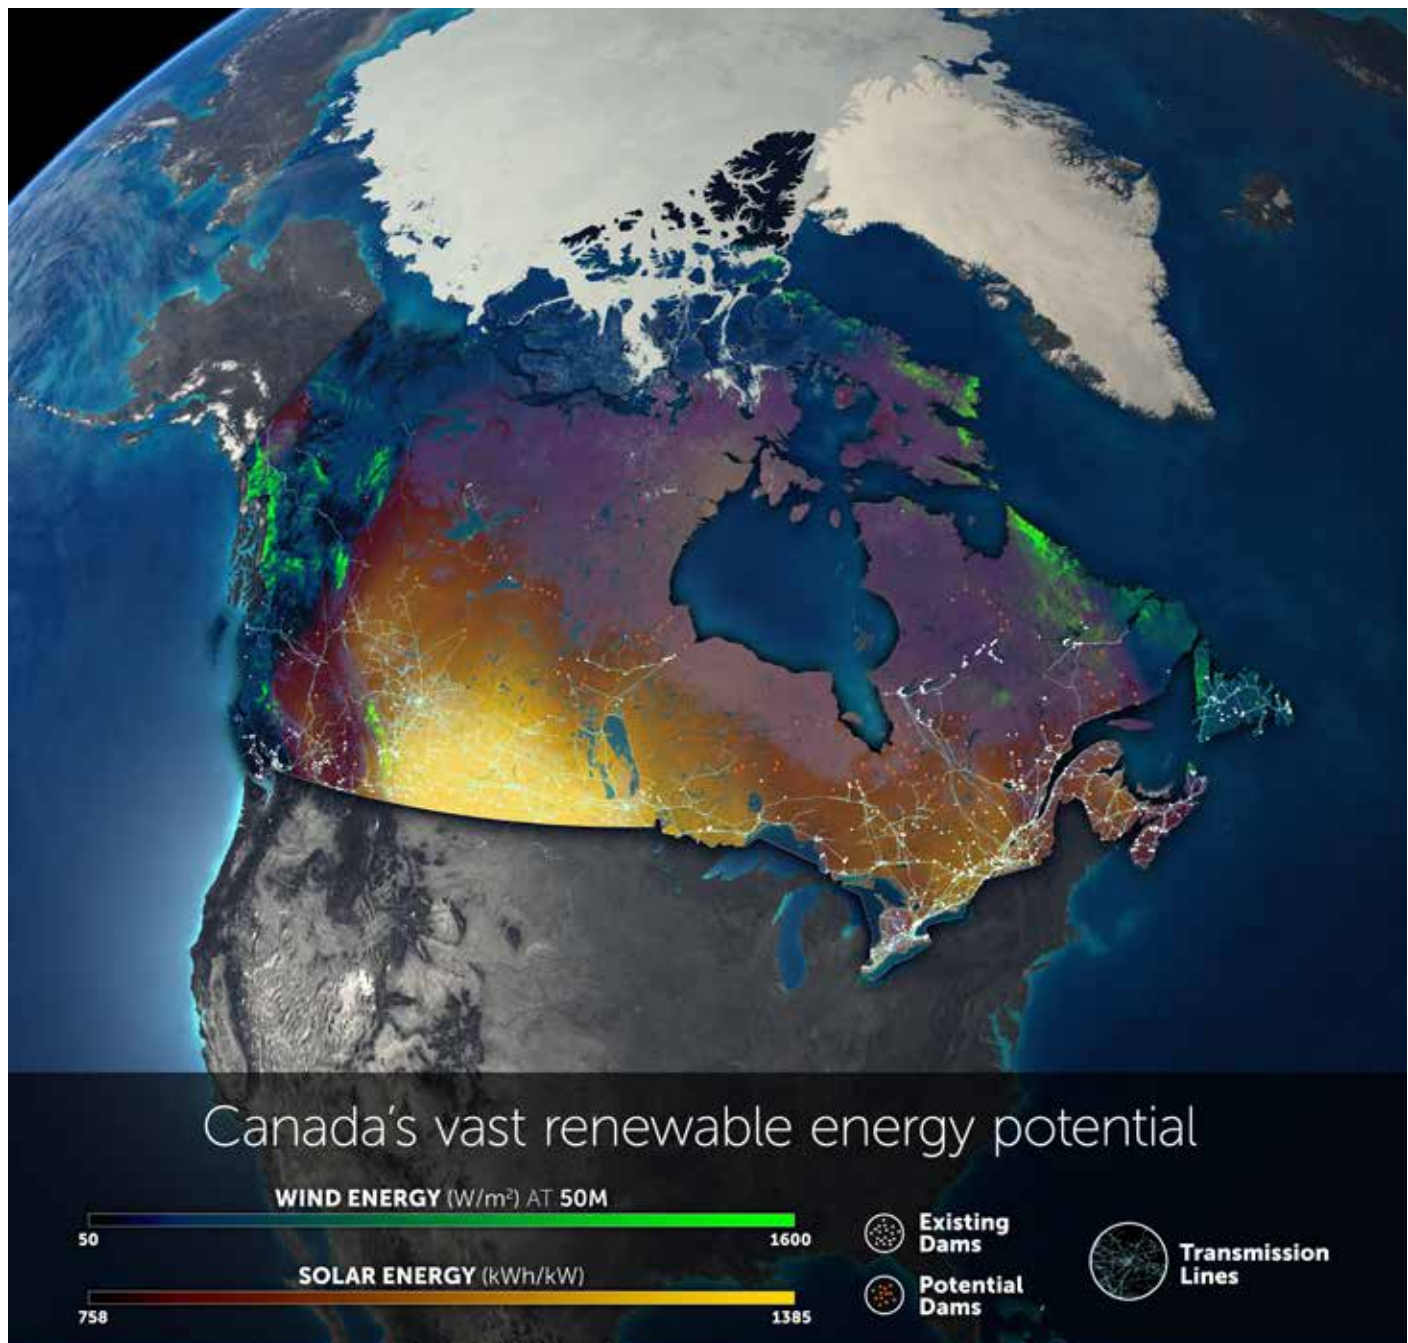 Canada's vast renewable energy potential
WIND ENERGY (W/m²) AT 50M
50 1600
SOLAR ENERGY (kWh/kW)
758 1385
Existing
Dams
Potential
Dams
Transmission
Lines